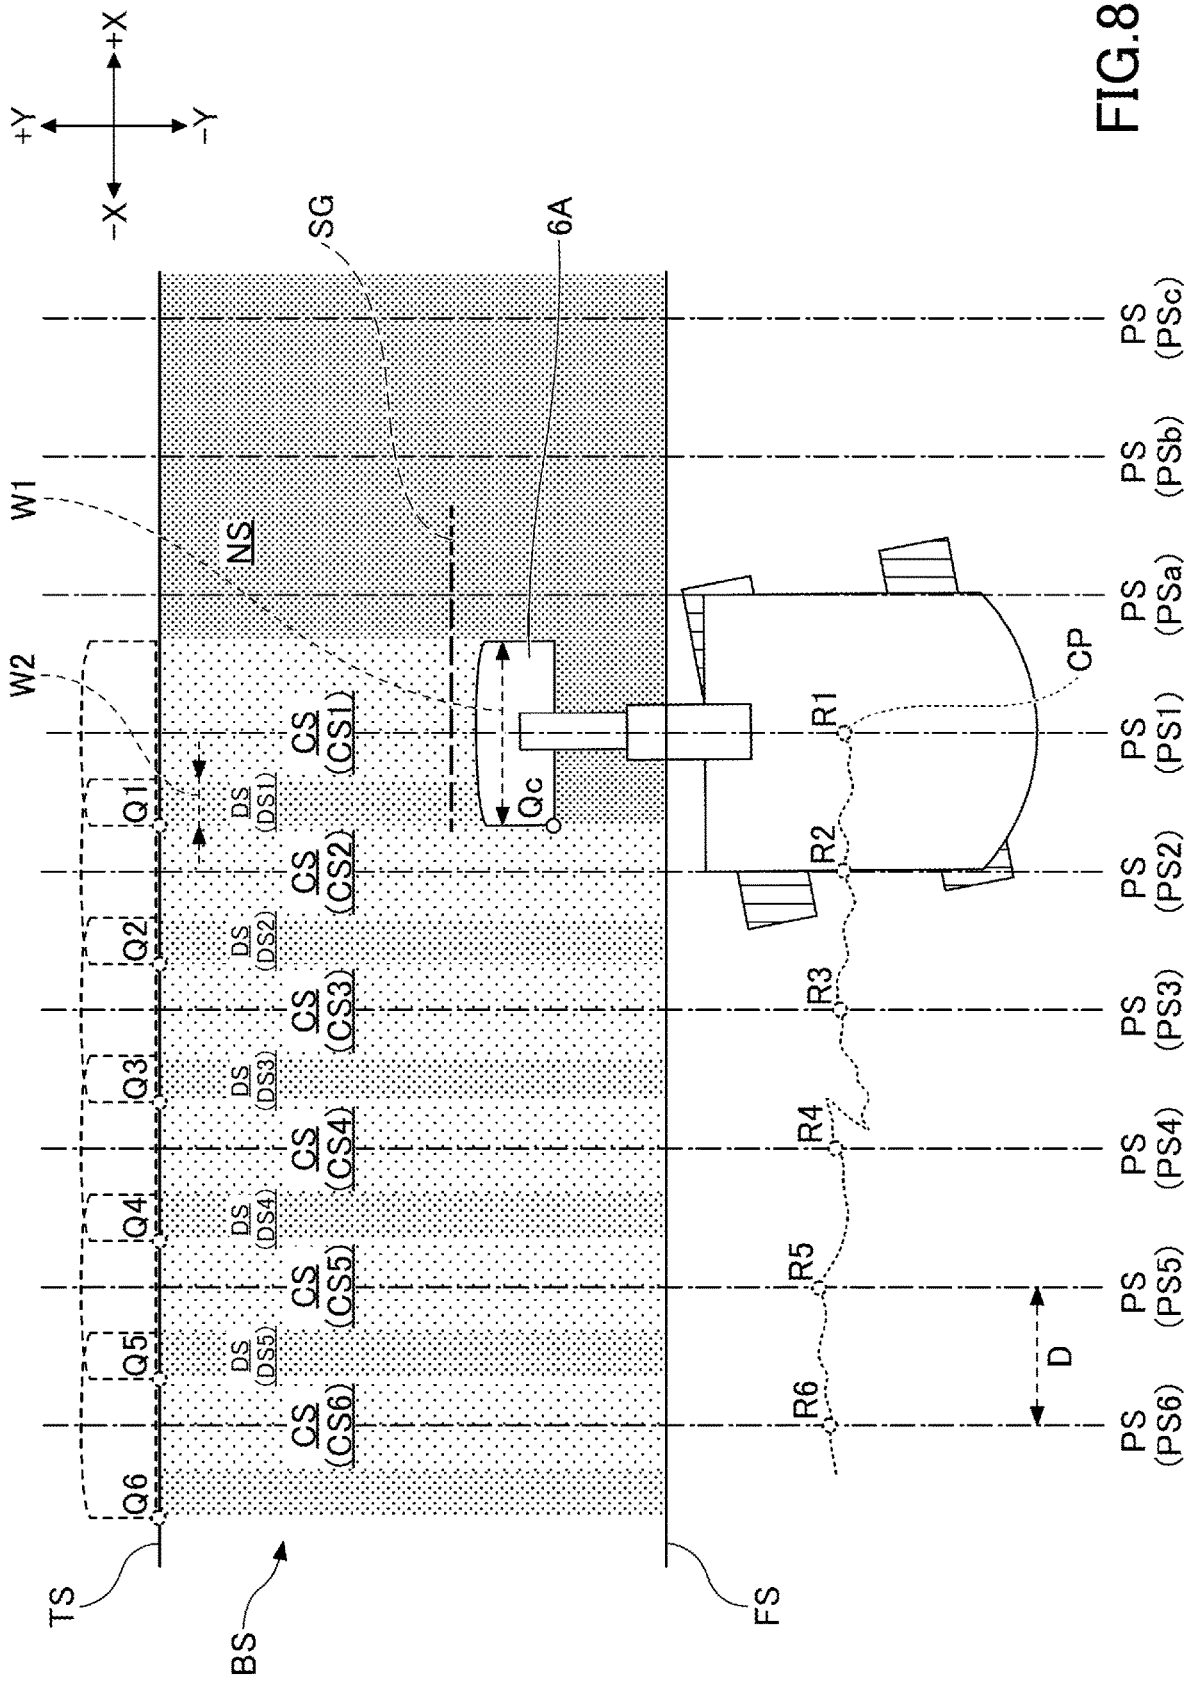 FIG.8
+Y
-Y
-X
+X
TS
BS
FS
W2
W1
SG
6A
NS
Q6
Q5
Q4
Q3
Q2
Q1
DS
(DS5)
DS
(DS4)
DS
(DS3)
DS
(DS2)
DS
(DS1)
CS
(CS6)
CS
(CS5)
CS
(CS4)
CS
(CS3)
CS
(CS2)
CS
(CS1)
Qc
R6
R5
R4
R3
R2
R1
CP
D
PS
(PS6)
PS
(PS5)
PS
(PS4)
PS
(PS3)
PS
(PS2)
PS
(PS1)
PS
(PSa)
PS
(PSb)
PS
(PSc)